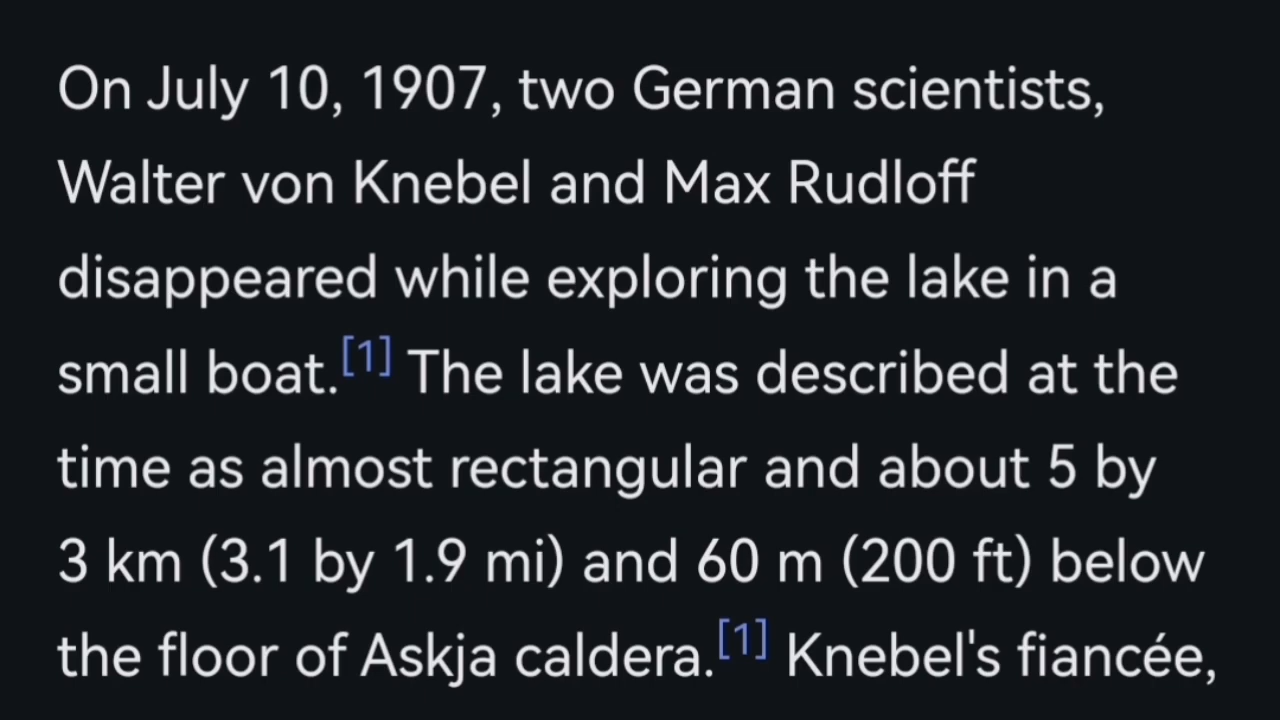 On July 10, 1907, two German scientists,
Walter von Knebel and Max Rudloff
disappeared while exploring the lake in a
small boat.[1] The lake was described at the
time as almost rectangular and about 5 by
3 km (3.1 by 1.9 mi) and 60 m (200 ft) below
the floor of Askja caldera.[1] Knebel's fiancée,